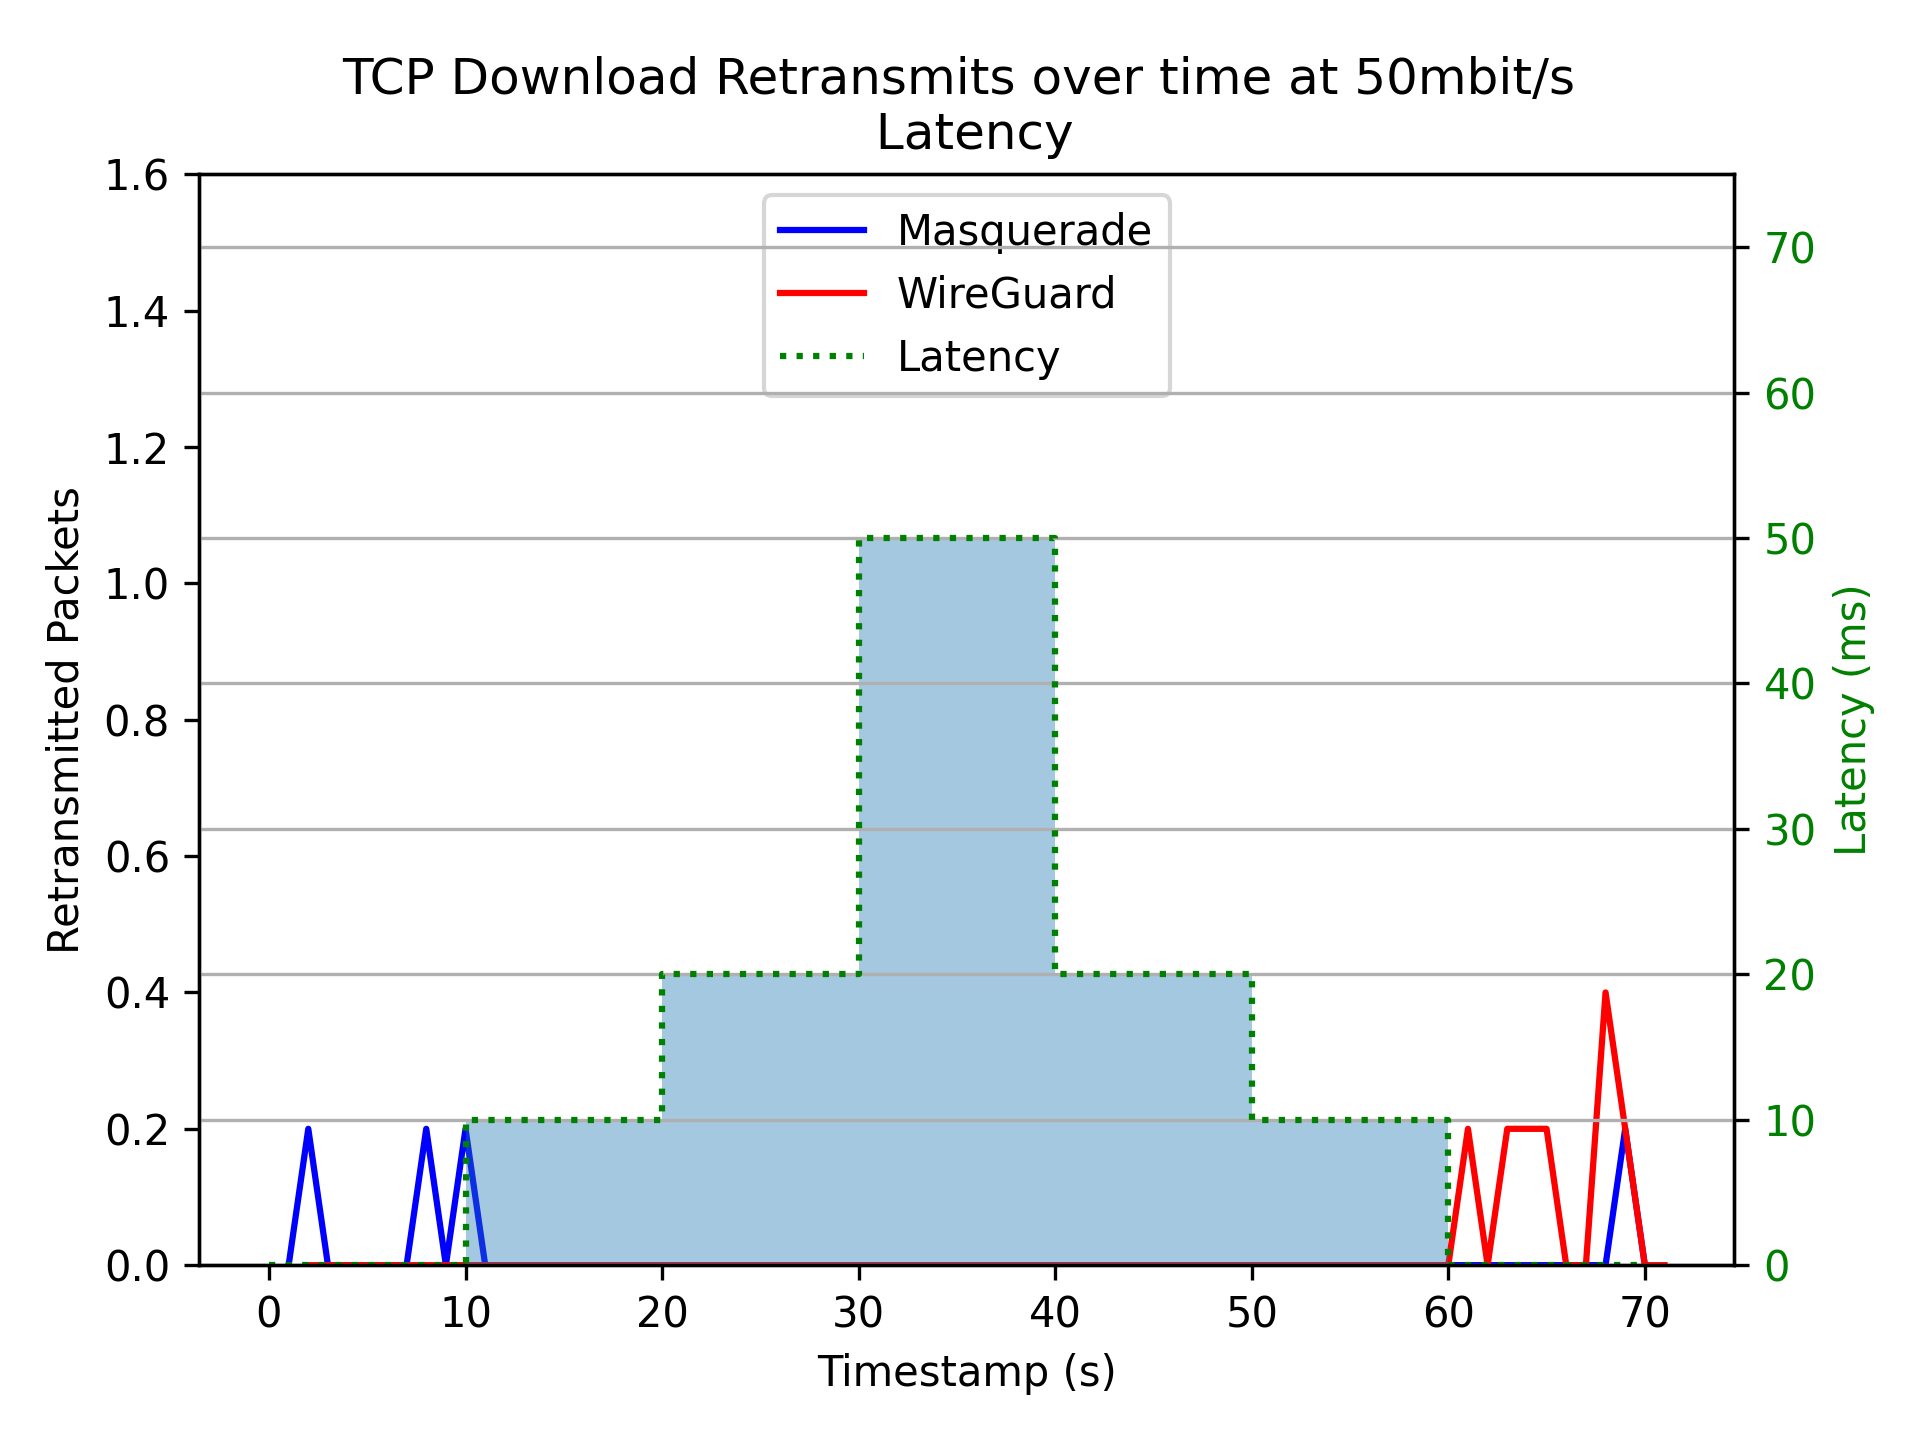 TCP Download Retransmits over time at 50mbit/s
Latency
Masquerade
WireGuard
Latency
Retransmitted Packets
1.6
1.4
1.2
1.0
0.8
0.6
0.4
0.2
0.0
70
60
50
40
30
20
10
0
Latency (ms)
0 10 20 30 40 50 60 70
Timestamp (s)